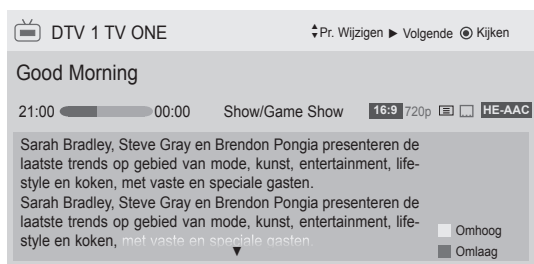 DTV 1 TV ONE
Pr. Wijzigen ► Volgende ◉ Kijken
Good Morning
21:00 00:00 Show/Game Show 16:9 720p HE-AAC
Sarah Bradley, Steve Gray en Brendon Pongia presenteren de
laatste trends op gebied van mode, kunst, entertainment, life-
style en koken, met vaste en speciale gasten.
Sarah Bradley, Steve Gray en Brendon Pongia presenteren de
laatste trends op gebied van mode, kunst, entertainment, life-
style en koken, met vaste en speciale gasten.
Omhoog
Omlaag